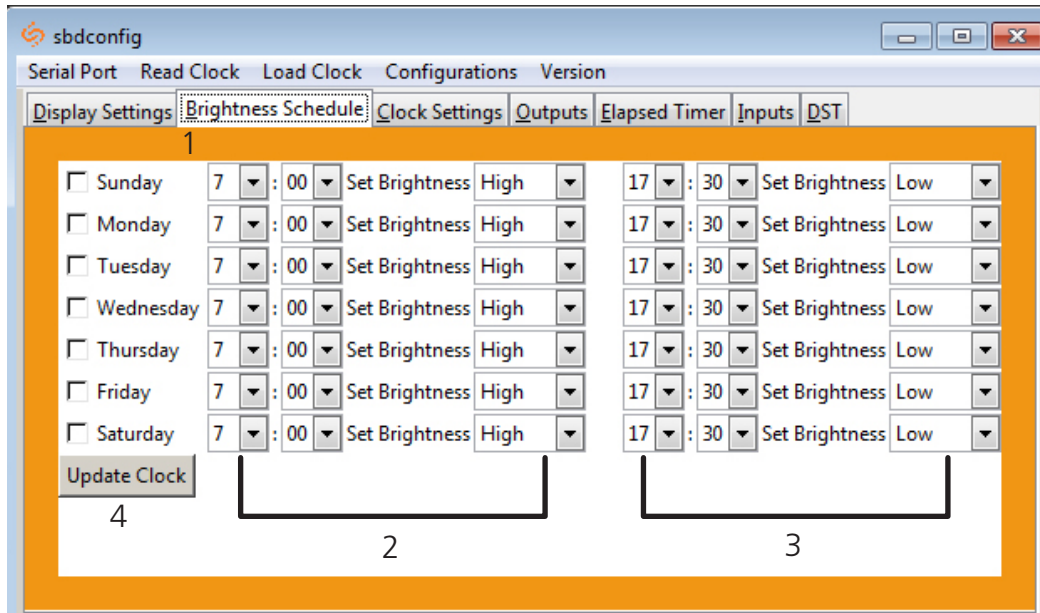 sbdconfig
Serial Port Read Clock Load Clock Configurations Version
Display Settings Brightness Schedule Clock Settings Outputs Elapsed Timer Inputs DST
1
Sunday 7 : 00 Set Brightness High 17 : 30 Set Brightness Low
Monday 7 : 00 Set Brightness High 17 : 30 Set Brightness Low
Tuesday 7 : 00 Set Brightness High 17 : 30 Set Brightness Low
Wednesday 7 : 00 Set Brightness High 17 : 30 Set Brightness Low
Thursday 7 : 00 Set Brightness High 17 : 30 Set Brightness Low
Friday 7 : 00 Set Brightness High 17 : 30 Set Brightness Low
Saturday 7 : 00 Set Brightness High 17 : 30 Set Brightness Low
Update Clock
4
2 3